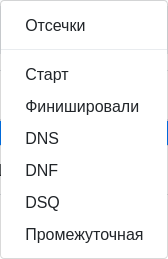 Отсечки
Старт
Финишировали
DNS
DNF
DSQ
Промежуточная